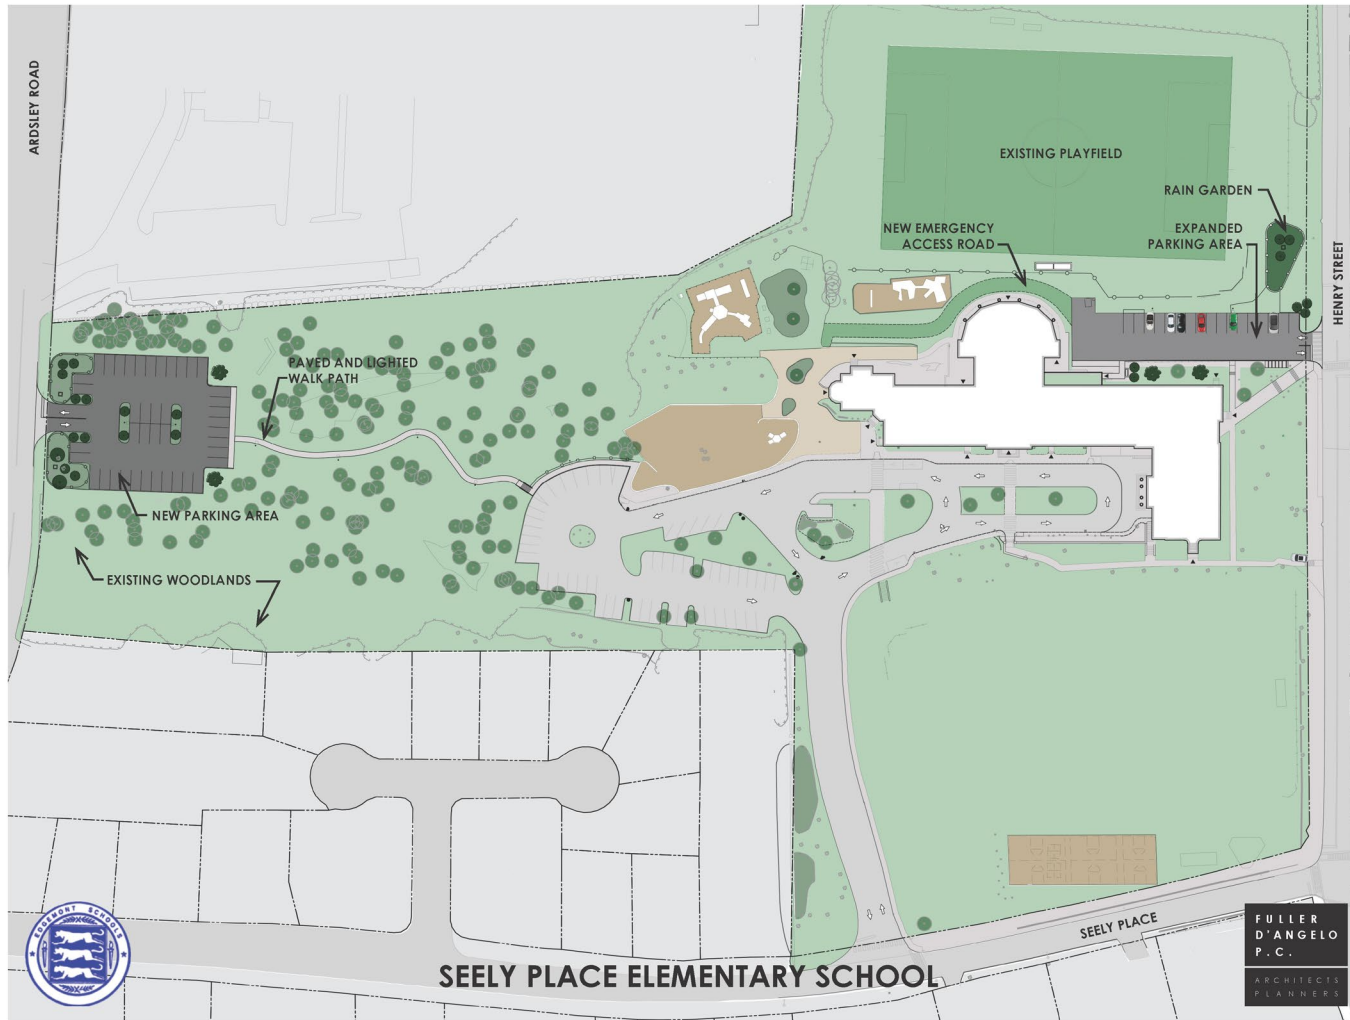 ARDSLEY ROAD
EXISTING PLAYFIELD
RAIN GARDEN
NEW EMERGENCY
ACCESS ROAD
EXPANDED
PARKING AREA
HENRY STREET
PAVED AND LIGHTED
WALK PATH
NEW PARKING AREA
EXISTING WOODLANDS
SEELY PLACE
EDGEMONT SCHOOLS
SEELY PLACE ELEMENTARY SCHOOL
FULLER
D'ANGELO
P.C.
ARCHITECTS
PLANNERS